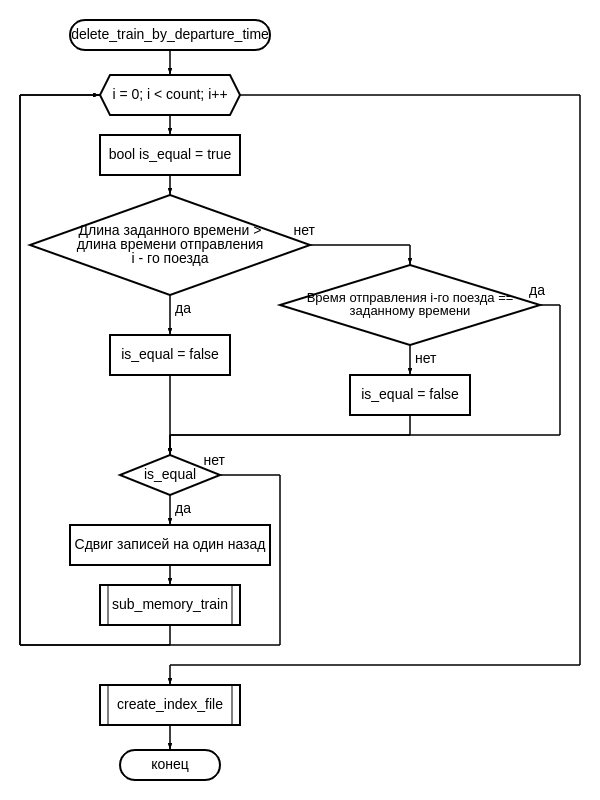 delete_train_by_departure_time
i = 0; i < count; i++
bool is_equal = true
Длина заданного времени >
длина времени отправления
i - го поезда
нет
да
Время отправления i-го поезда ==
заданному времени
да
нет
is_equal = false
is_equal = false
is_equal
нет
да
Сдвиг записей на один назад
sub_memory_train
create_index_file
конец